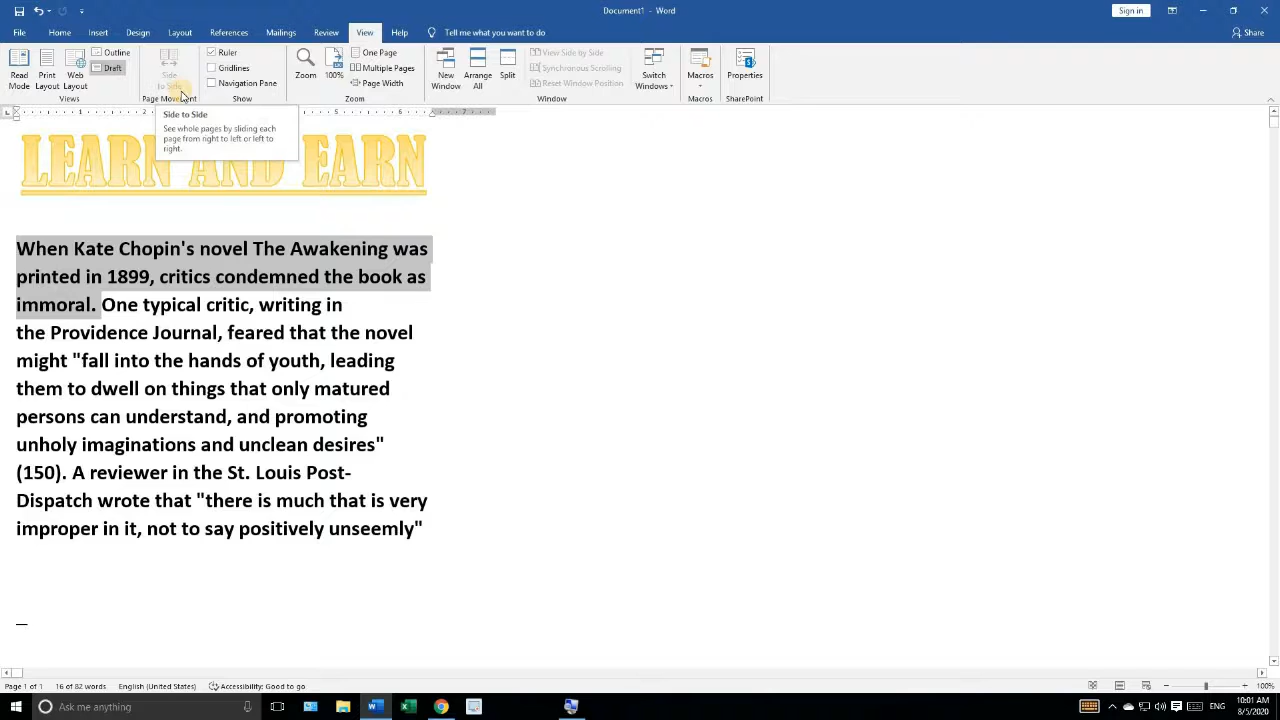 Document1 - Word
Sign in
File Home Insert Design Layout References Mailings Review View Help Tell me what you want to do
Share
Read Mode
Print Layout
Web Layout
Outline
Draft
Views
Side to Side
Page Movement
Ruler
Gridlines
Navigation Pane
Show
Zoom
100%
One Page
Multiple Pages
Page Width
Zoom
New Window
Arrange All
Split
View Side by Side
Synchronous Scrolling
Reset Window Position
Window
Switch Windows
Macros
Macros
Properties
SharePoint
Side to Side
See whole pages by sliding each
page from right to left or left to
right.
1 5 6 7
LEARN AND EARN
When Kate Chopin's novel The Awakening was
printed in 1899, critics condemned the book as
immoral. One typical critic, writing in
the Providence Journal, feared that the novel
might "fall into the hands of youth, leading
them to dwell on things that only matured
persons can understand, and promoting
unholy imaginations and unclean desires"
(150). A reviewer in the St. Louis Post-
Dispatch wrote that "there is much that is very
improper in it, not to say positively unseemly"
Page 1 of 1 16 of 82 words English (United States) Accessibility: Good to go
100%
Ask me anything
ENG
10:01 AM
8/5/2020